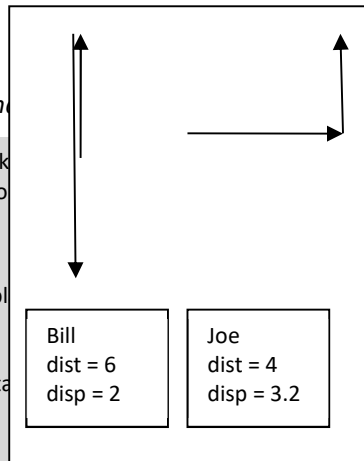 Bill
dist = 6
disp = 2
Joe
dist = 4
disp = 3.2